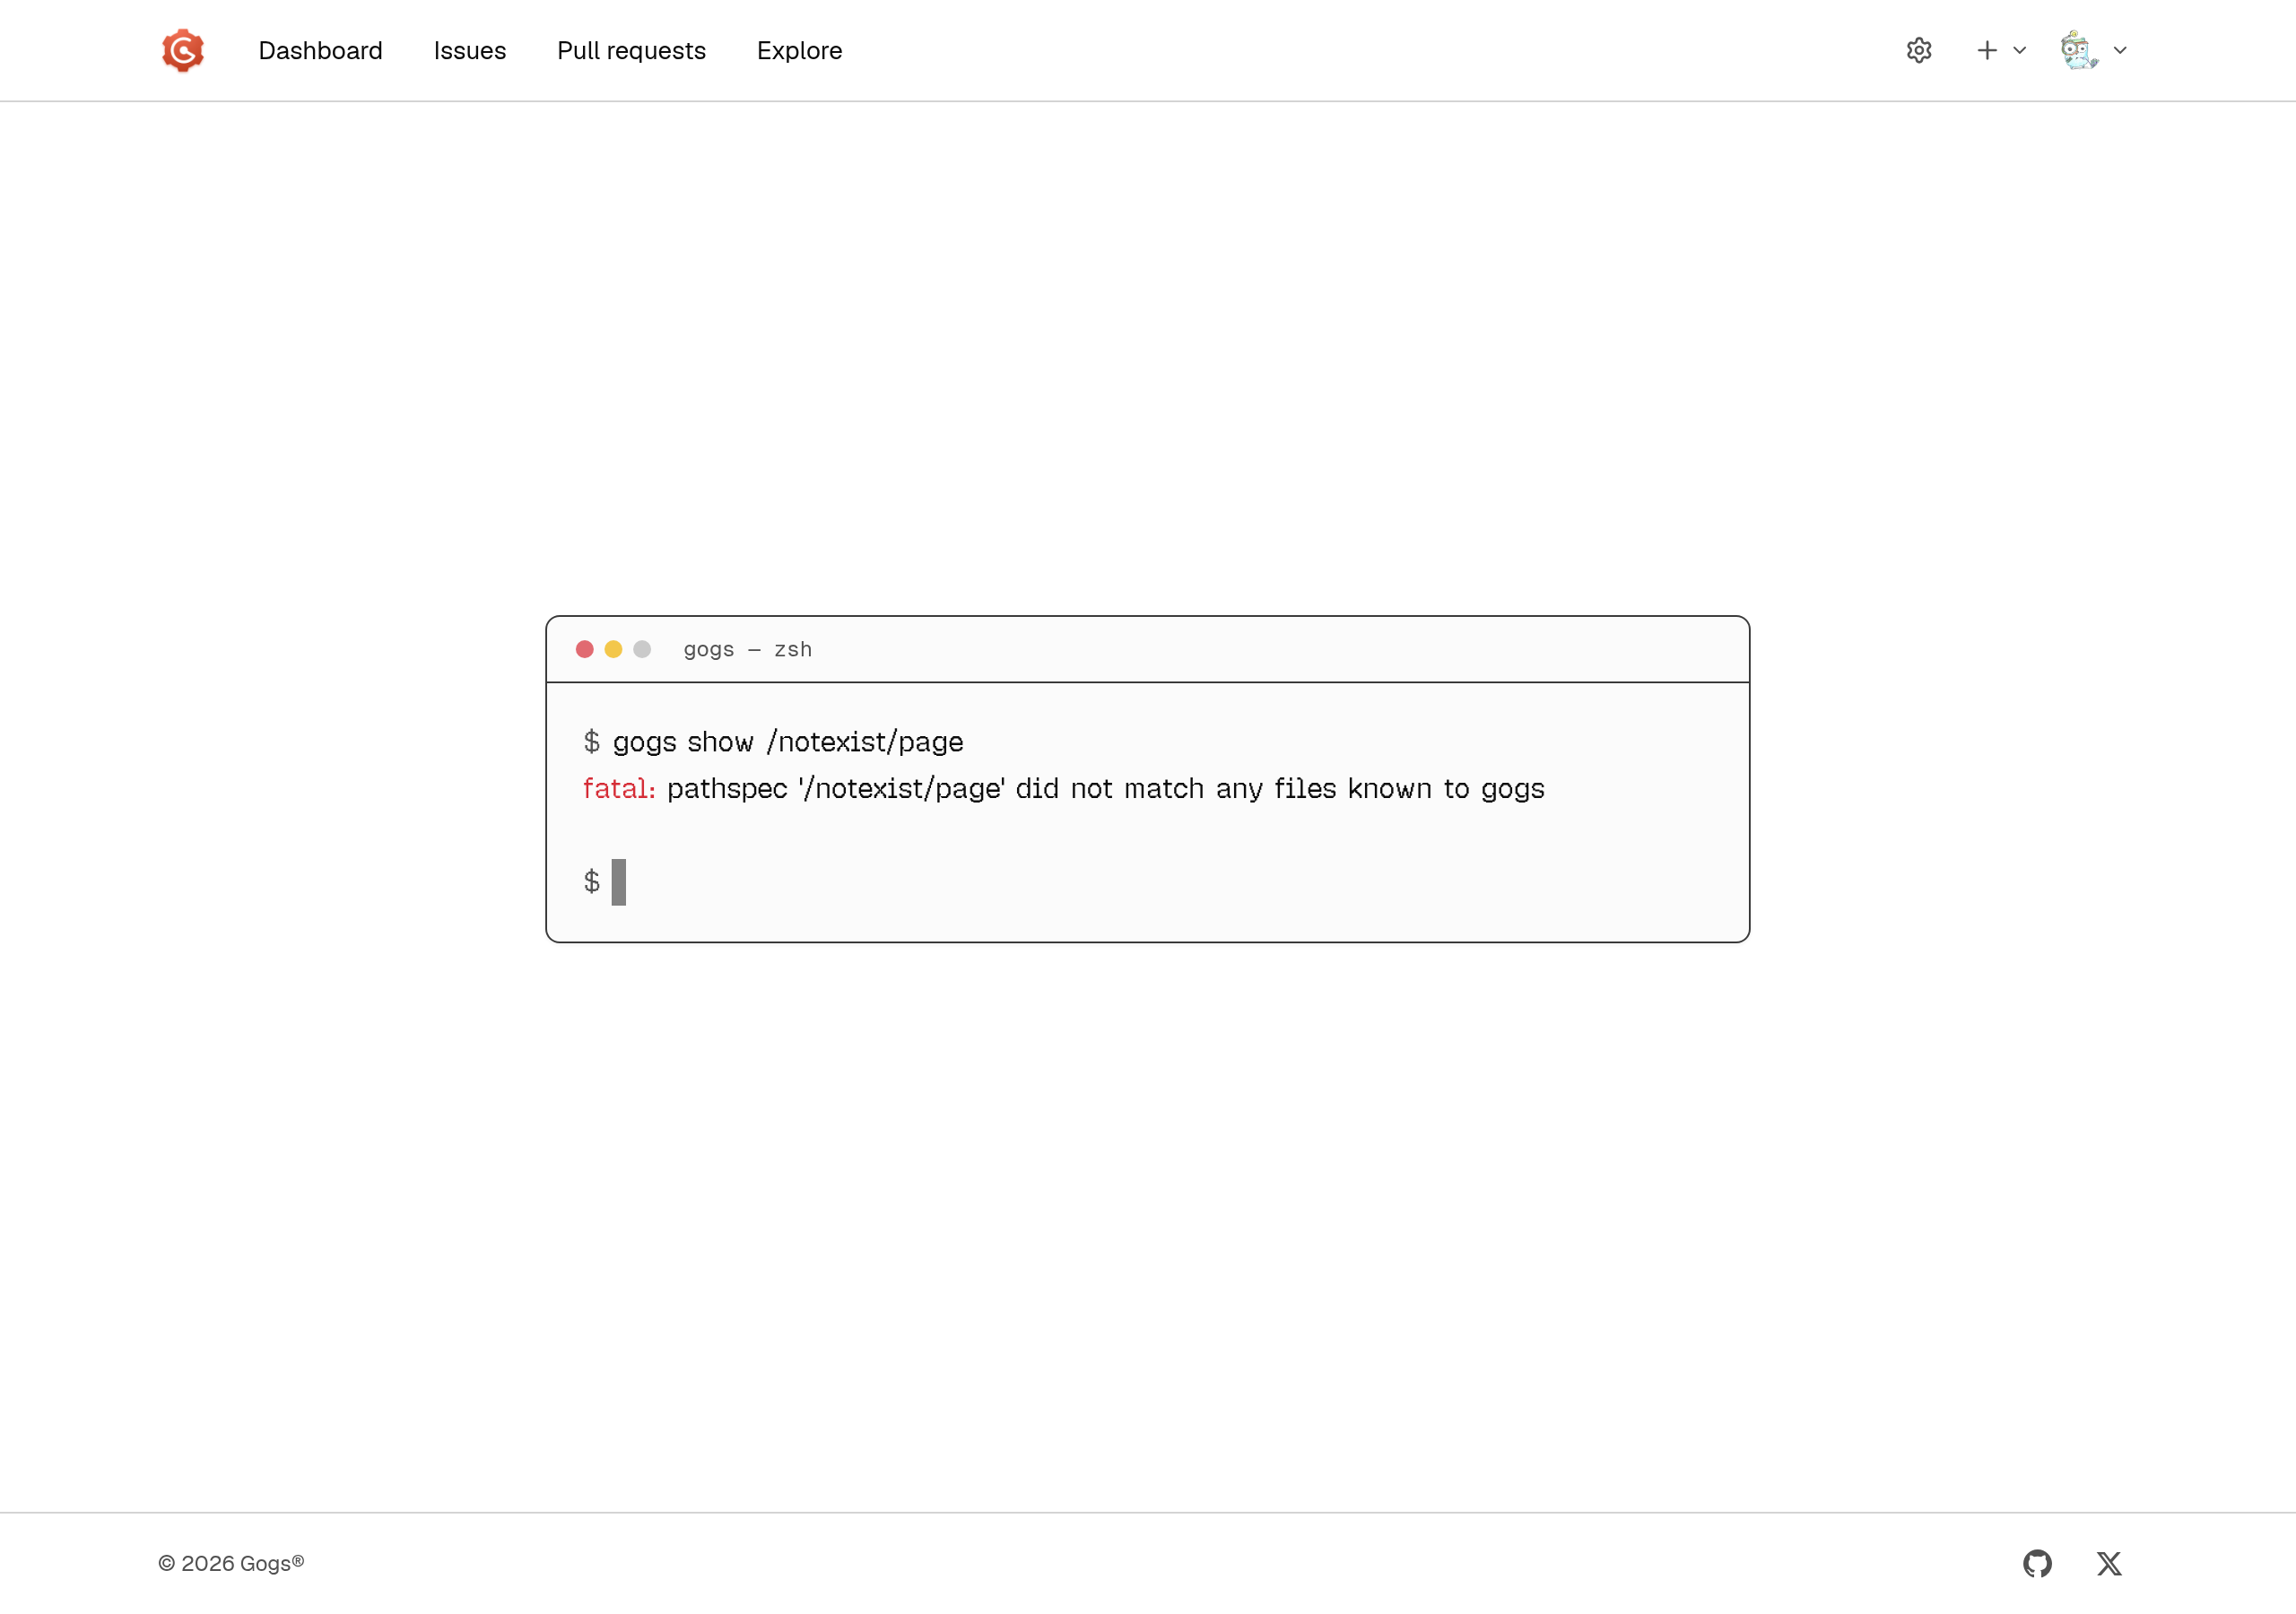 Dashboard Issues Pull requests Explore
gogs — zsh
$ gogs show /notexist/page
fatal: pathspec '/notexist/page' did not match any files known to gogs
$
© 2026 Gogs®